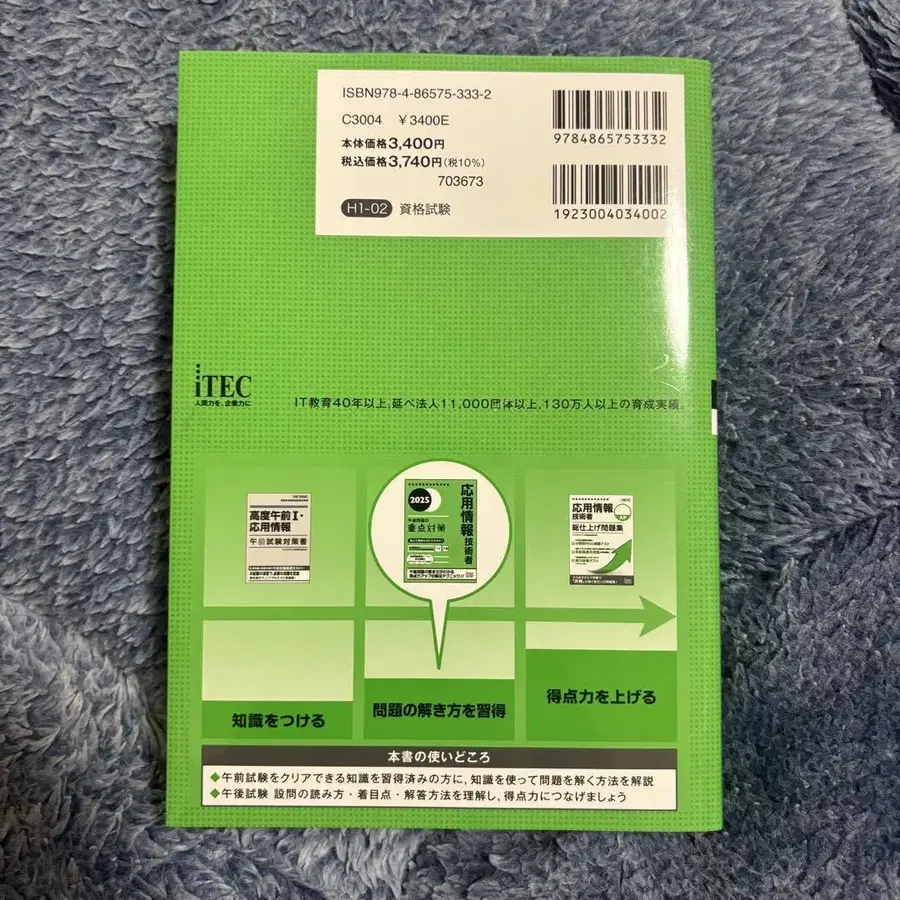 ISBN978-4-86575-333-2
C3004 ￥3400E
本体価格3,400円
税込価格3,740円(税10%)
703673
H1-02 資格試験
9784865753332
1923004034002
iTEC
人間力を、企業力に
IT教育40年以上,延べ法人11,000団体以上,130万人以上の育成実績。
高度午前Ⅰ・
応用情報
午前試験対策書
2025
応用情報技術者
午後問題の
重点対策
応用情報
技術者
総仕上げ問題集
知識をつける
問題の解き方を習得
得点力を上げる
本書の使いどころ
◆午前試験をクリアできる知識を習得済みの方に,知識を使って問題を解く方法を解説
◆午後試験 設問の読み方・着目点・解答方法を理解し,得点力につなげましょう